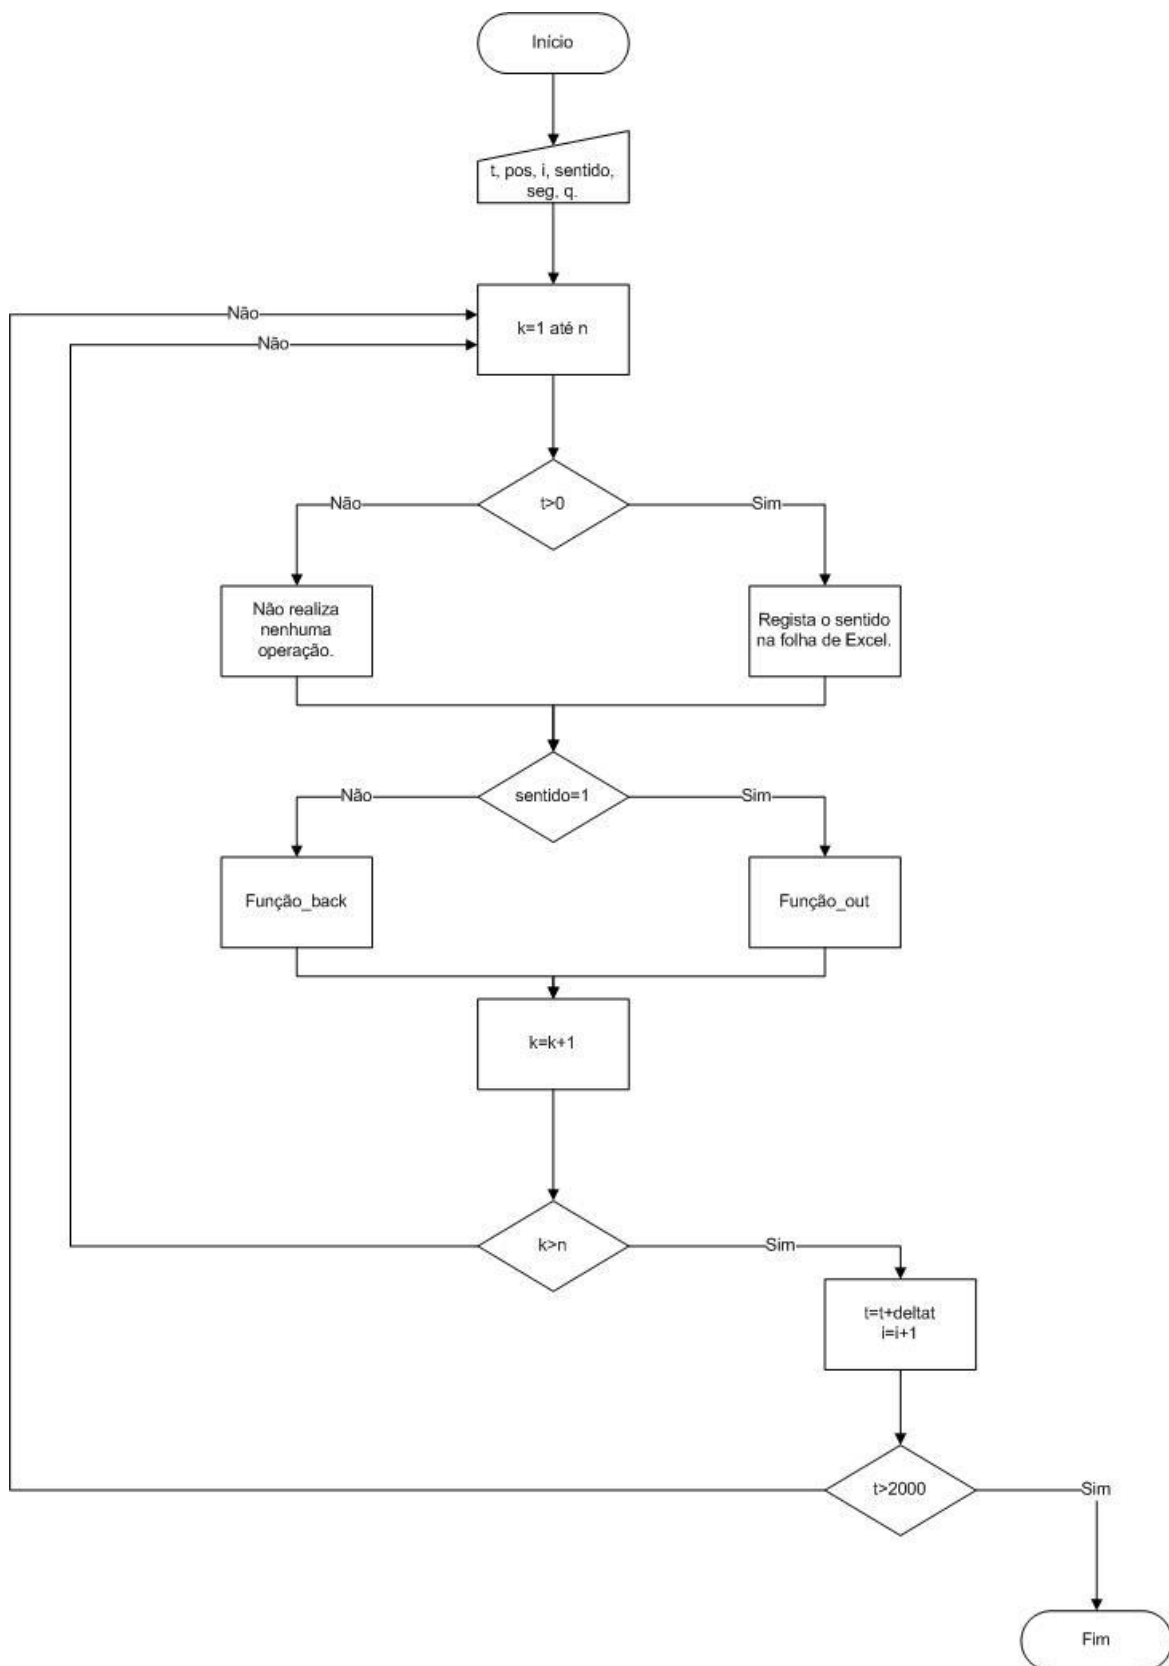 Início
t, pos, i, sentido,
seg, q.
Não
k=1 até n
Não
t>0
Não
Sim
Não realiza
nenhuma
operação.
Regista o sentido
na folha de Excel.
sentido=1
Não
Sim
Função_back
Função_out
k=k+1
k>n
Sim
t=t+deltat
i=i+1
t>2000
Sim
Fim